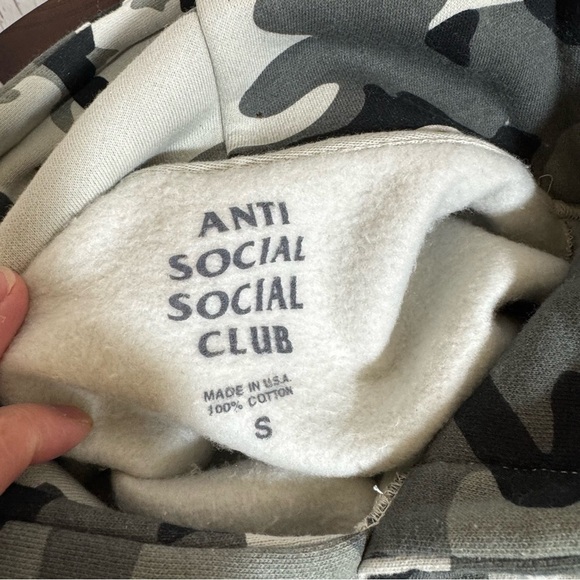 ANTI
SOCIAL
SOCIAL
CLUB
MADE IN U.S.A.
100% COTTON
S